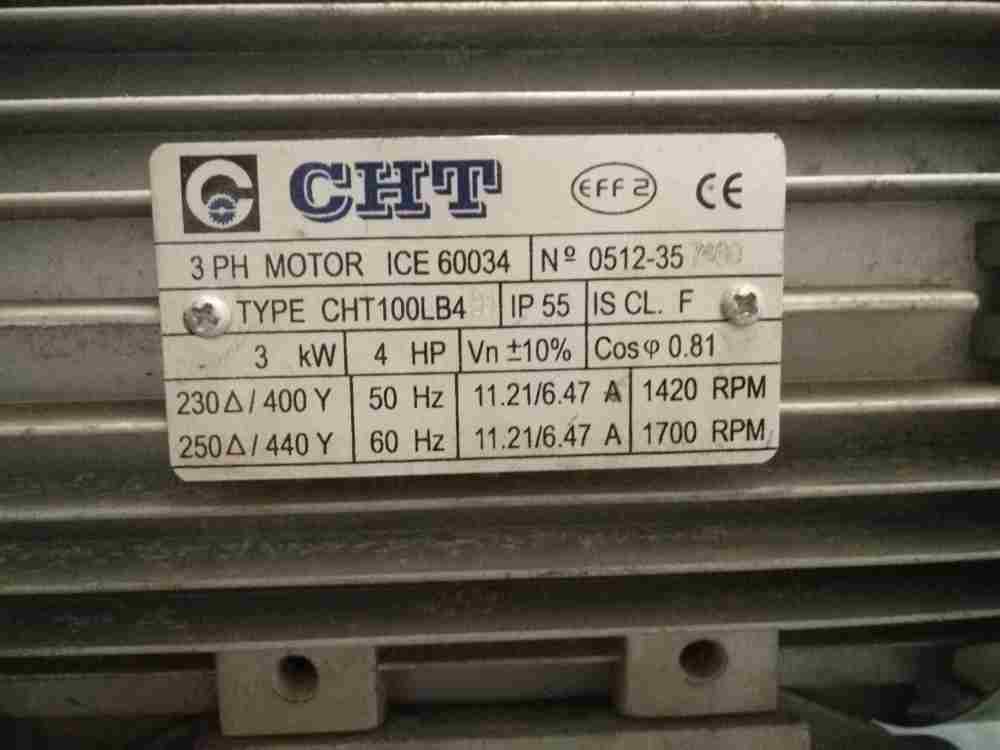 CHT EFF2 CE
3 PH MOTOR ICE 60034 Nº 0512-35
TYPE CHT100LB4 IP 55 IS CL. F
3 kW 4 HP Vn ±10% Cosφ 0.81
230Δ/400Y 50 Hz 11.21/6.47 A 1420 RPM
250Δ/440Y 60 Hz 11.21/6.47 A 1700 RPM